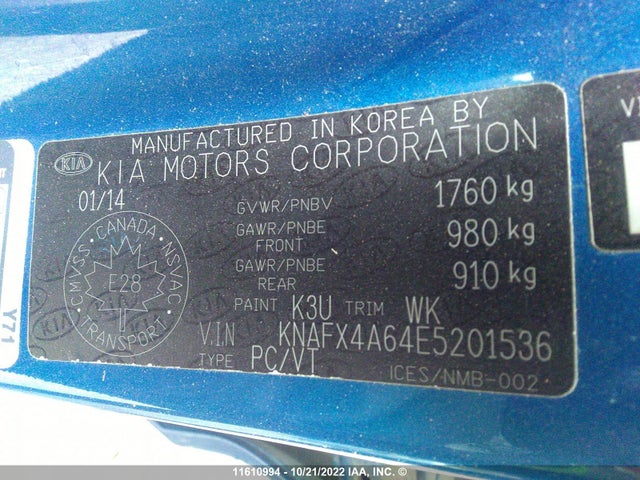 MANUFACTURED IN KOREA BY
KIA KIA MOTORS CORPORATION
01/14 GVWR/PNBV 1760 kg
GAWR/PNBE FRONT 980 kg
GAWR/PNBE REAR 910 kg
CANADA
CMVSS NSVAC
E28
TRANSPORT
PAINT K3U TRIM WK
V.I.N KNAFX4A64E5201536
TYPE PC/VT
ICES/NMB-002
Y71
11610994 - 10/21/2022 IAA, INC. ©